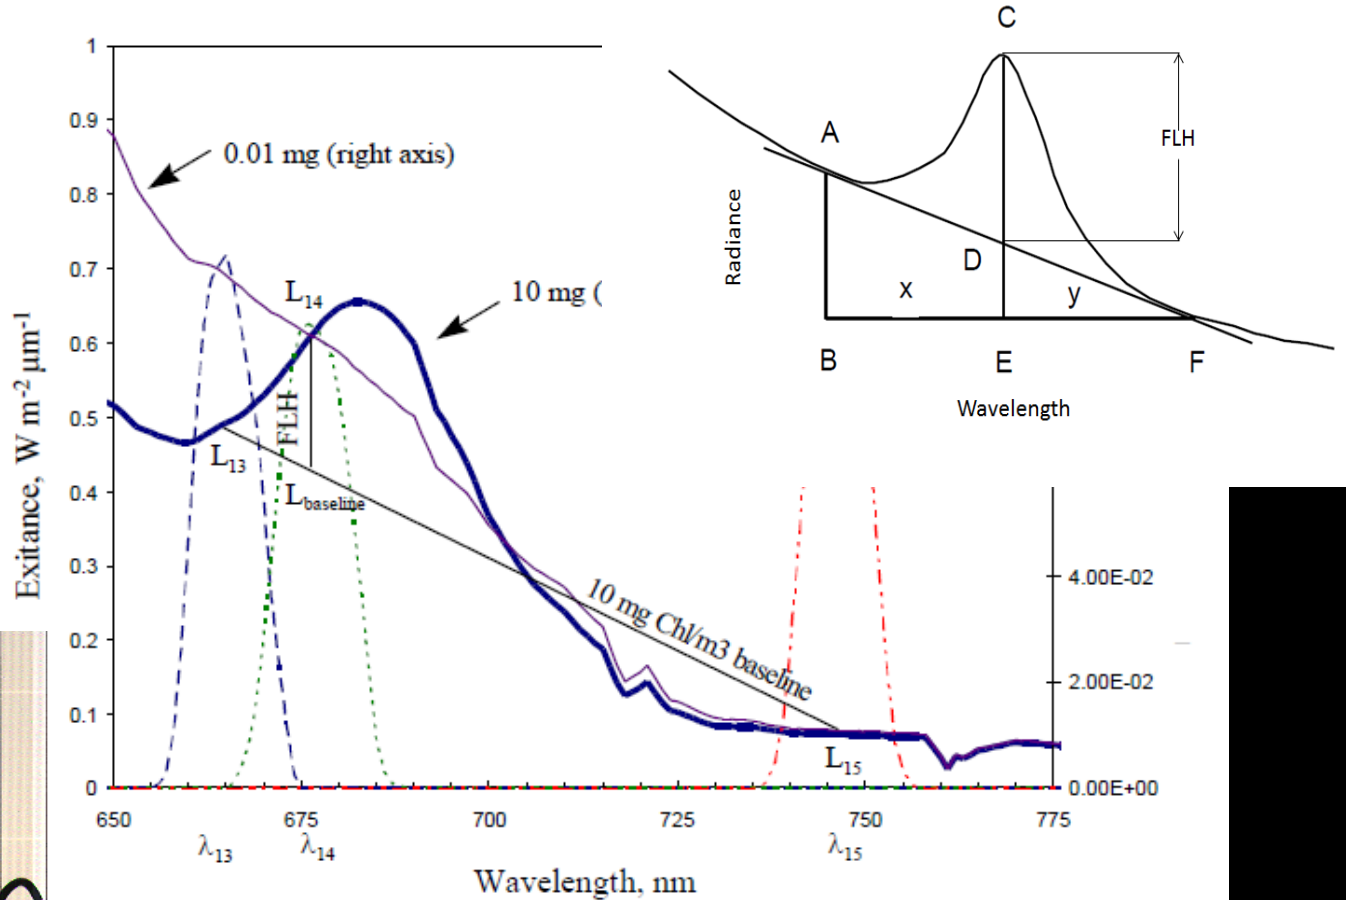 C
A
FLH
Radiance
D
x
y
B
E
F
Wavelength
1
0.9
0.8
0.7
0.6
0.5
0.4
0.3
0.2
0.1
0
Exitance, W m-2 µm-1
0.01 mg (right axis)
10 mg (
L14
FLH
L13
Lbaseline
10 mg Chl/m3 baseline
L15
4.00E-02
2.00E-02
0.00E+00
650
675
700
725
750
775
λ13
λ14
λ15
Wavelength, nm